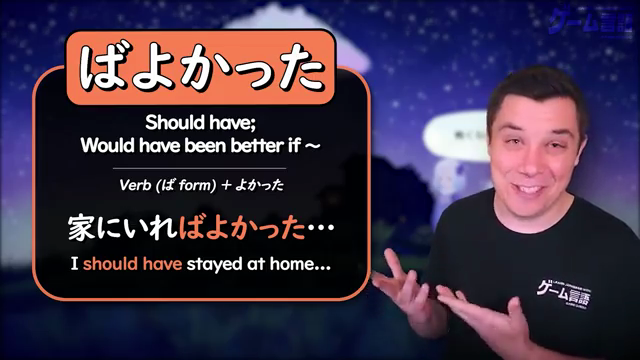 ばよかった
Should have;
Would have been better if ~
Verb (ば form) + よかった
家にいればよかった…
I should have stayed at home...
ゲーム言語
ゲーム言語